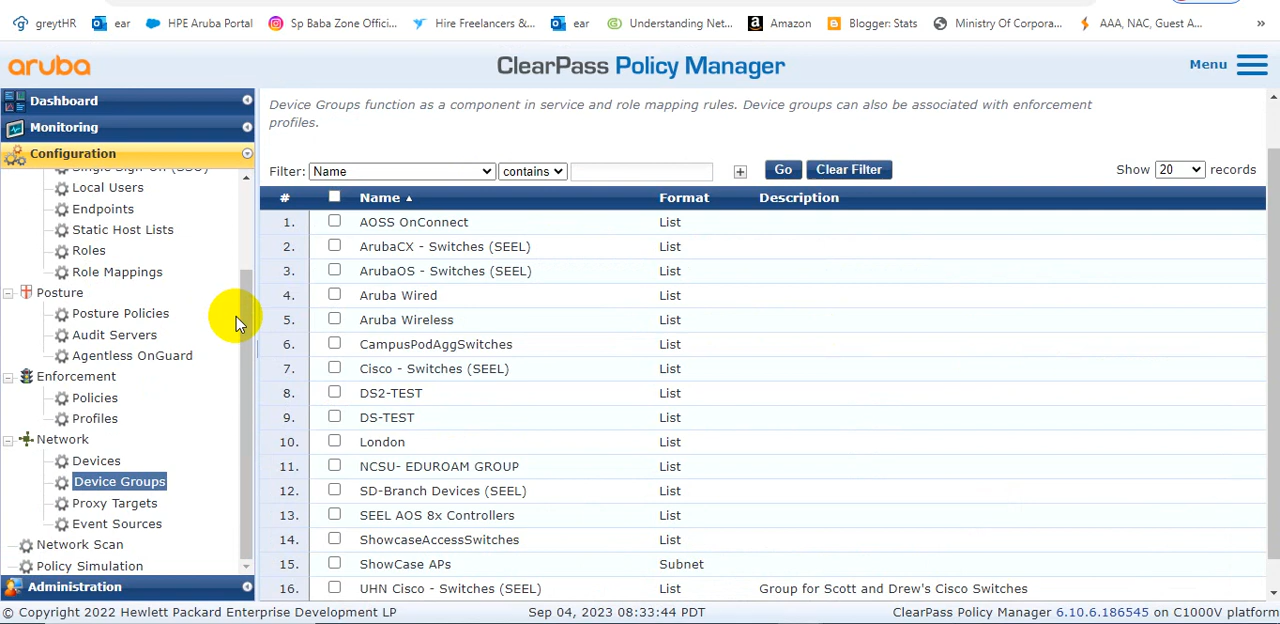 greytHR
ear
HPE Aruba Portal
Sp Baba Zone Offici...
Hire Freelancers &...
ear
Understanding Net...
Amazon
Blogger: Stats
Ministry Of Corpora...
AAA, NAC, Guest A...
»
aruba
ClearPass Policy Manager
Menu
Dashboard
Monitoring
Configuration
Single Sign-On (SSO)
Local Users
Endpoints
Static Host Lists
Roles
Role Mappings
Posture
Posture Policies
Audit Servers
Agentless OnGuard
Enforcement
Policies
Profiles
Network
Devices
Device Groups
Proxy Targets
Event Sources
Network Scan
Policy Simulation
Administration
Device Groups function as a component in service and role mapping rules. Device groups can also be associated with enforcement
profiles.
Filter: Name contains Go Clear Filter Show 20 records
# Name Format Description
1. AOSS OnConnect List
2. ArubaCX - Switches (SEEL) List
3. ArubaOS - Switches (SEEL) List
4. Aruba Wired List
5. Aruba Wireless List
6. CampusPodAggSwitches List
7. Cisco - Switches (SEEL) List
8. DS2-TEST List
9. DS-TEST List
10. London List
11. NCSU- EDUROAM GROUP List
12. SD-Branch Devices (SEEL) List
13. SEEL AOS 8x Controllers List
14. ShowcaseAccessSwitches List
15. ShowCase APs Subnet
16. UHN Cisco - Switches (SEEL) List Group for Scott and Drew's Cisco Switches
© Copyright 2022 Hewlett Packard Enterprise Development LP
Sep 04, 2023 08:33:44 PDT
ClearPass Policy Manager 6.10.6.186545 on C1000V platform